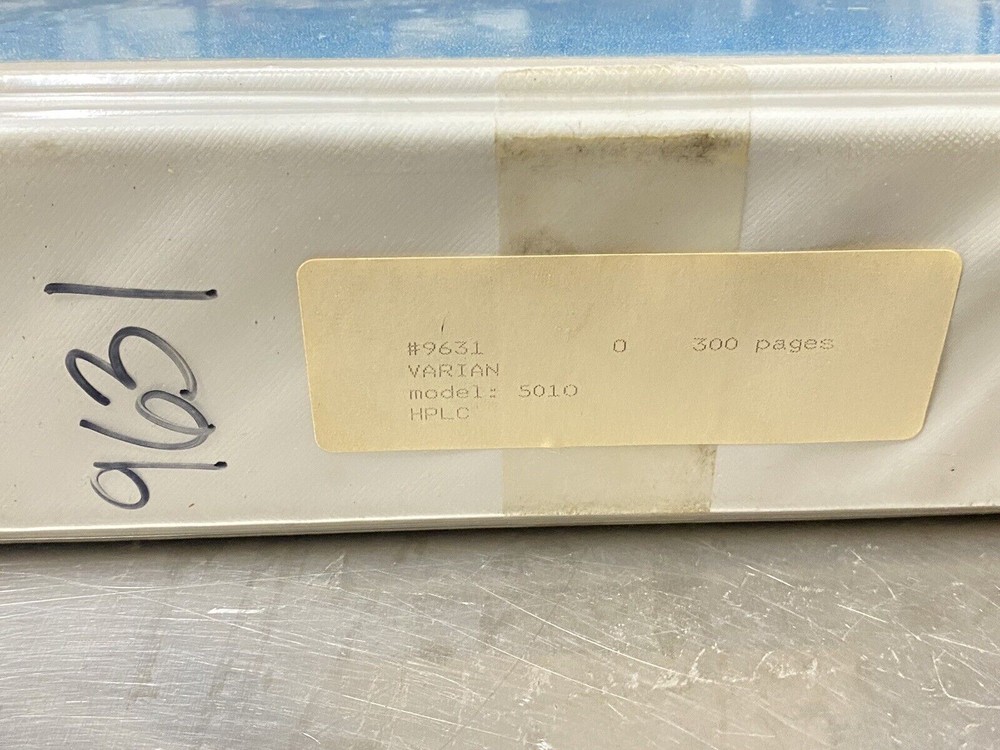 9631
#9631 0 300 pages
VARIAN
model: 5010
HPLC